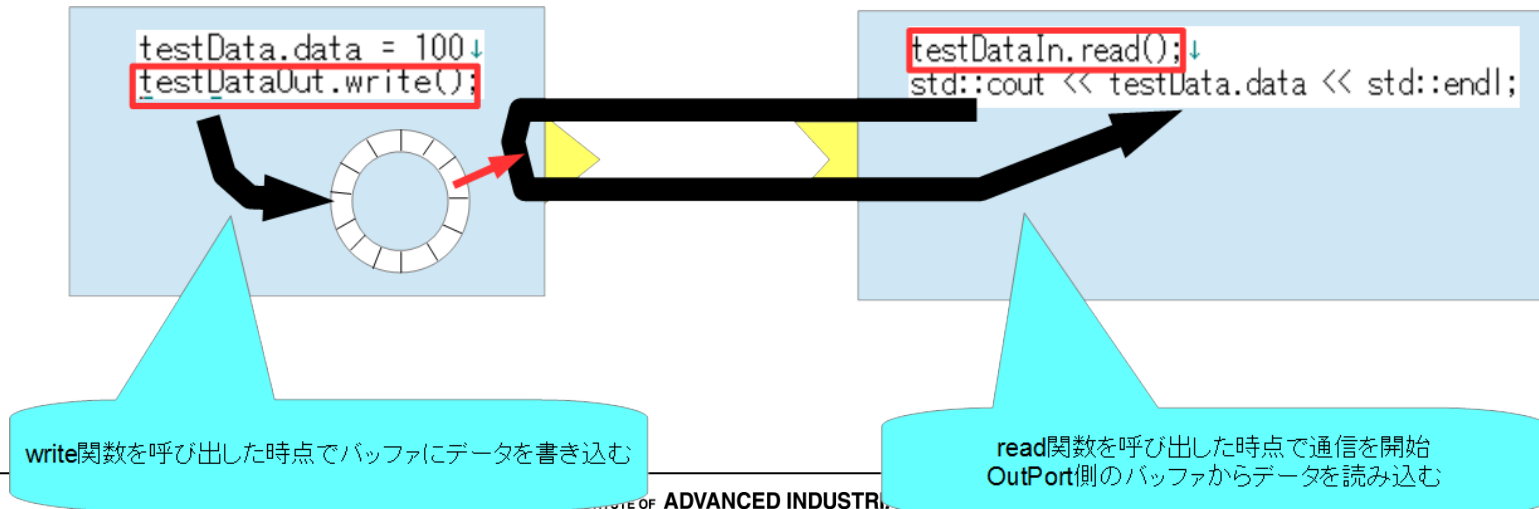 testData.data = 100↓
testDataOut.write();
testDataIn.read();↓
std::cout << testData.data << std::endl;
write関数を呼び出した時点でバッファにデータを書き込む
read関数を呼び出した時点で通信を開始
OutPort側のバッファからデータを読み込む
OF ADVANCED INDUSTRI